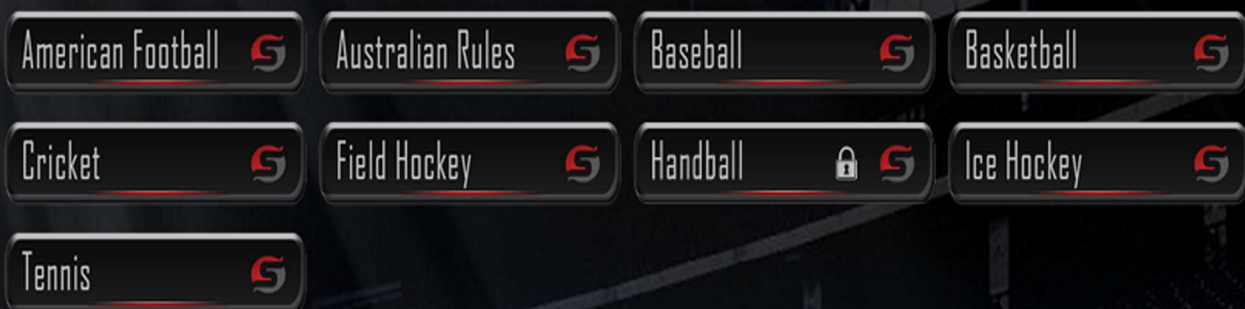 American Football
Australian Rules
Baseball
Basketball
Cricket
Field Hockey
Handball
Ice Hockey
Tennis